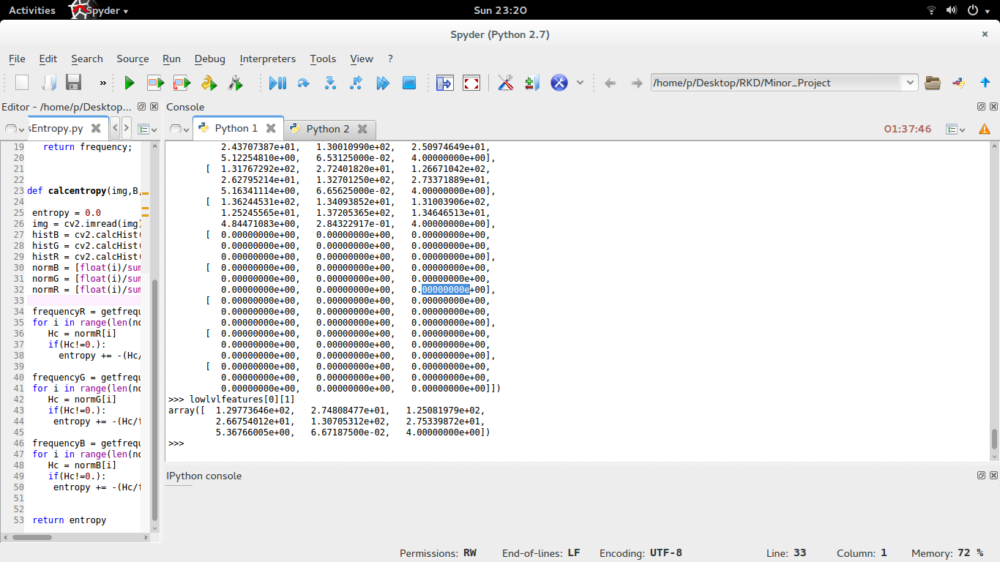 Activities Spyder Sun 23:20
Spyder (Python 2.7)
File Edit Search Source Run Debug Interpreters Tools View ?
» /home/p/Desktop/RKD/Minor_Project
Editor - /home/p/Desktop...
sEntropy.py
19 return frequency;
20
21
22
23 def calcentropy(img,B,
24
25 entropy = 0.0
26 img = cv2.imread(img)
27 histB = cv2.calcHist(
28 histG = cv2.calcHist(
29 histR = cv2.calcHist(
30 normB = [float(i)/sum
31 normG = [float(i)/sum
32 normR = [float(i)/sum
33
34 frequencyR = getfrequ
35 for i in range(len(no
36 Hc = normR[i]
37 if(Hc!=0.):
38 entropy += -(Hc/
39
40 frequencyG = getfrequ
41 for i in range(len(no
42 Hc = normG[i]
43 if(Hc!=0.):
44 entropy += -(Hc/f
45
46 frequencyB = getfrequ
47 for i in range(len(no
48 Hc = normB[i]
49 if(Hc!=0.):
50 entropy += -(Hc/f
51
52
53 return entropy
Console
Python 1 Python 2 01:37:46
2.43707387e+01, 1.30010990e+02, 2.50974649e+01,
5.12254810e+00, 6.53125000e-02, 4.00000000e+00],
[ 1.31767292e+02, 2.72401820e+01, 1.26671042e+02,
2.62795214e+01, 1.32701250e+02, 2.73371889e+01,
5.16341114e+00, 6.65625000e-02, 4.00000000e+00],
[ 1.36244531e+02, 1.34093852e+01, 1.31003906e+02,
1.25245565e+01, 1.37205365e+02, 1.34646513e+01,
4.84471083e+00, 2.84322917e-01, 4.00000000e+00],
[ 0.00000000e+00, 0.00000000e+00, 0.00000000e+00,
0.00000000e+00, 0.00000000e+00, 0.00000000e+00,
0.00000000e+00, 0.00000000e+00, 0.00000000e+00],
[ 0.00000000e+00, 0.00000000e+00, 0.00000000e+00,
0.00000000e+00, 0.00000000e+00, 0.00000000e+00,
0.00000000e+00, 0.00000000e+00, 0.00000000e+00],
[ 0.00000000e+00, 0.00000000e+00, 0.00000000e+00,
0.00000000e+00, 0.00000000e+00, 0.00000000e+00,
0.00000000e+00, 0.00000000e+00, 0.00000000e+00],
[ 0.00000000e+00, 0.00000000e+00, 0.00000000e+00,
0.00000000e+00, 0.00000000e+00, 0.00000000e+00,
0.00000000e+00, 0.00000000e+00, 0.00000000e+00],
[ 0.00000000e+00, 0.00000000e+00, 0.00000000e+00,
0.00000000e+00, 0.00000000e+00, 0.00000000e+00,
0.00000000e+00, 0.00000000e+00, 0.00000000e+00]])
>>> lowlvlfeatures[0][1]
array([ 1.29773646e+02, 2.74808477e+01, 1.25081979e+02,
2.66754012e+01, 1.30705312e+02, 2.75339872e+01,
5.36766005e+00, 6.67187500e-02, 4.00000000e+00])
>>>
IPython console
Permissions: RW End-of-lines: LF Encoding: UTF-8 Line: 33 Column: 1 Memory: 72 %